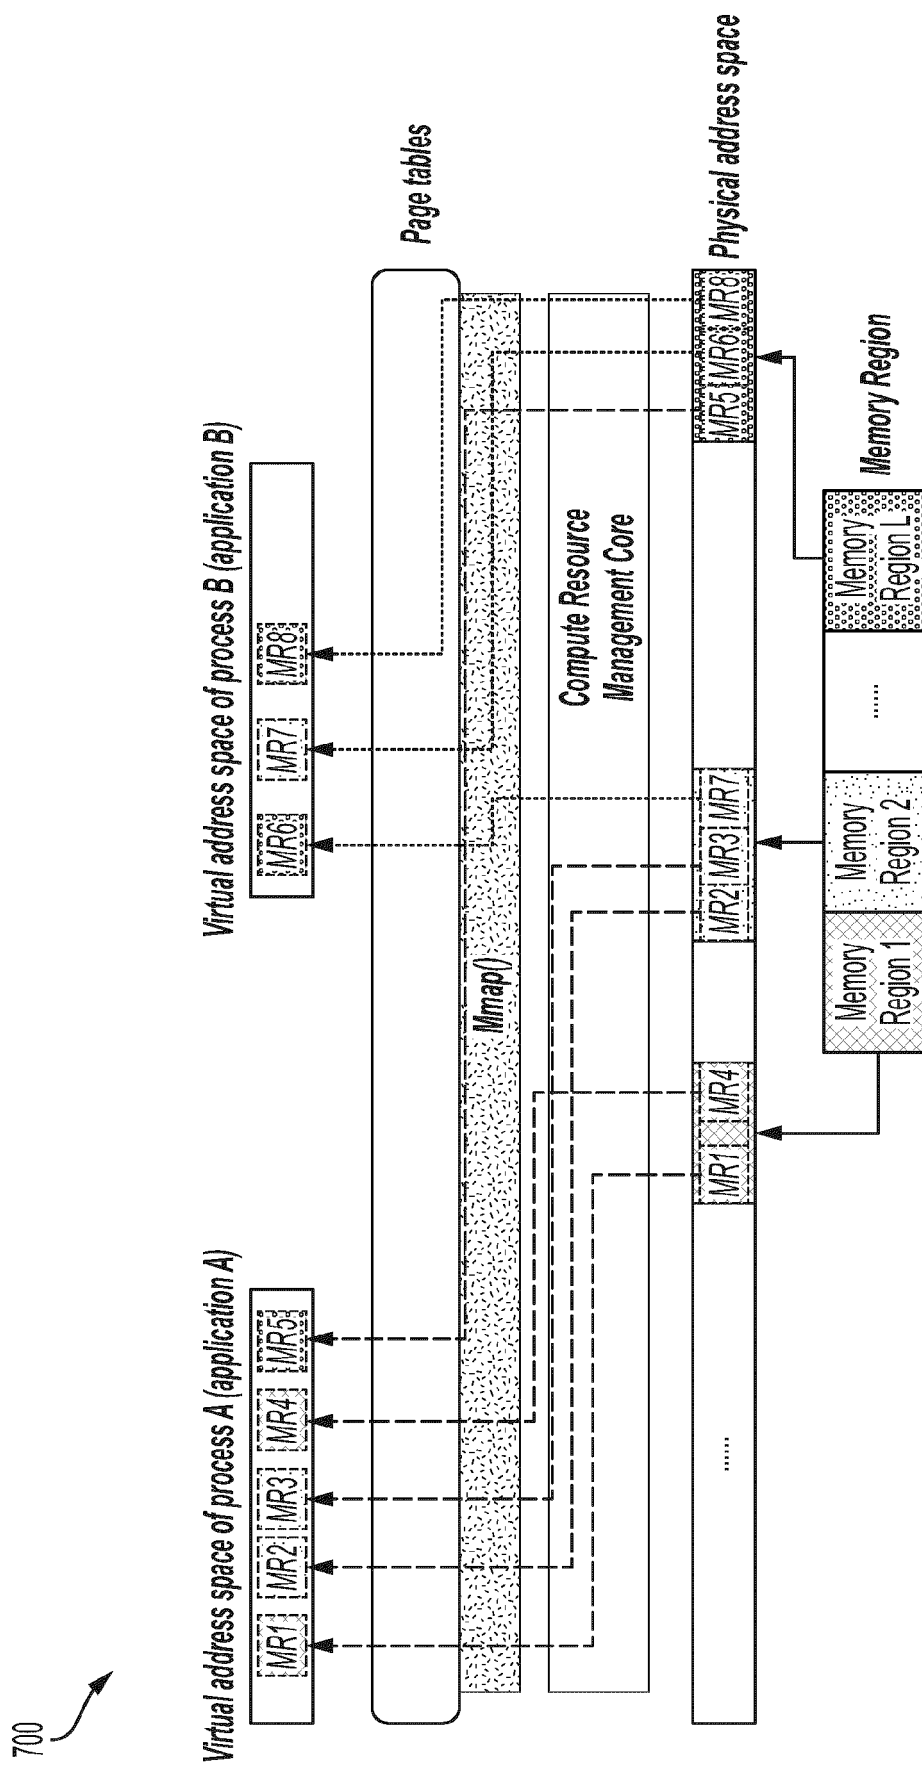 700
Virtual address space of process A (application A)
MR1
MR2
MR3
MR4
MR5
Virtual address space of process B (application B)
MR6
MR7
MR8
Page tables
Mmap()
Compute Resource
Management Core
Physical address space
......
MR1
MR4
MR2
MR3
MR7
MR5
MR6
MR8
Memory Region
Memory
Region 1
Memory
Region 2
......
Memory
Region L